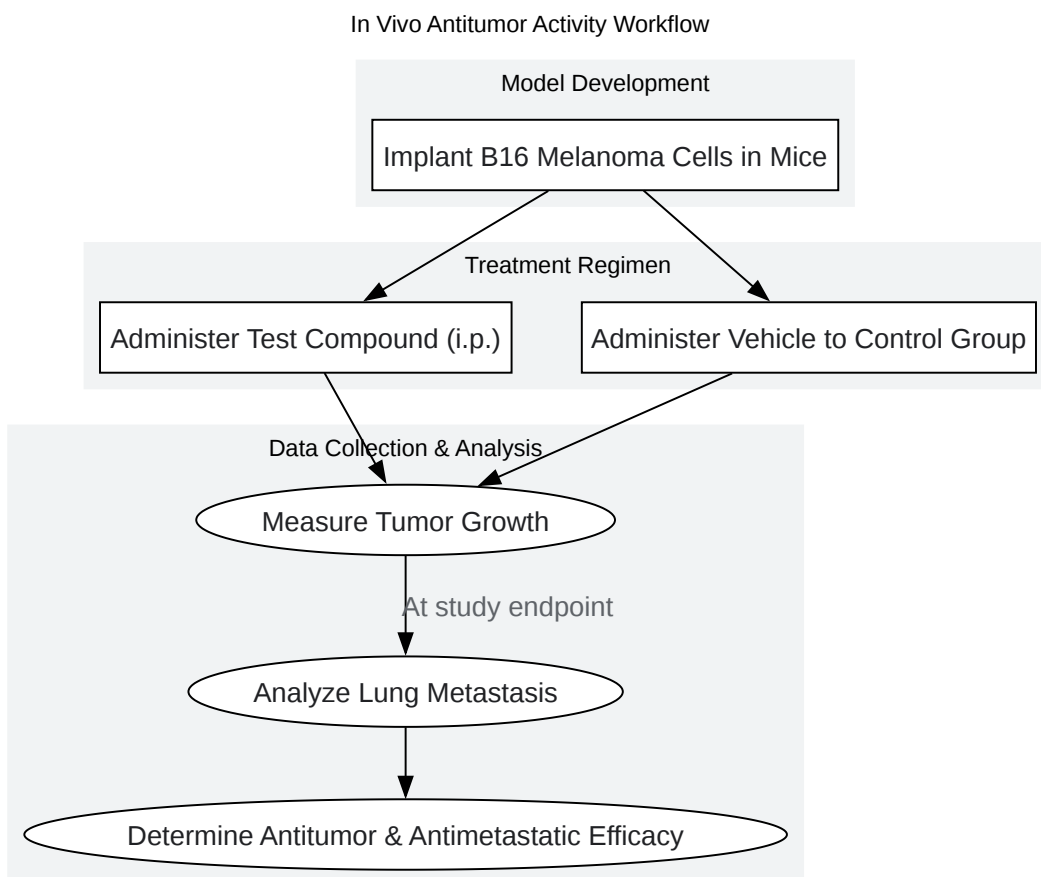 In Vivo Antitumor Activity Workflow
Model Development
Implant B16 Melanoma Cells in Mice
Treatment Regimen
Administer Test Compound (i.p.)
Administer Vehicle to Control Group
Data Collection & Analysis
Measure Tumor Growth
At study endpoint
Analyze Lung Metastasis
Determine Antitumor & Antimetastatic Efficacy